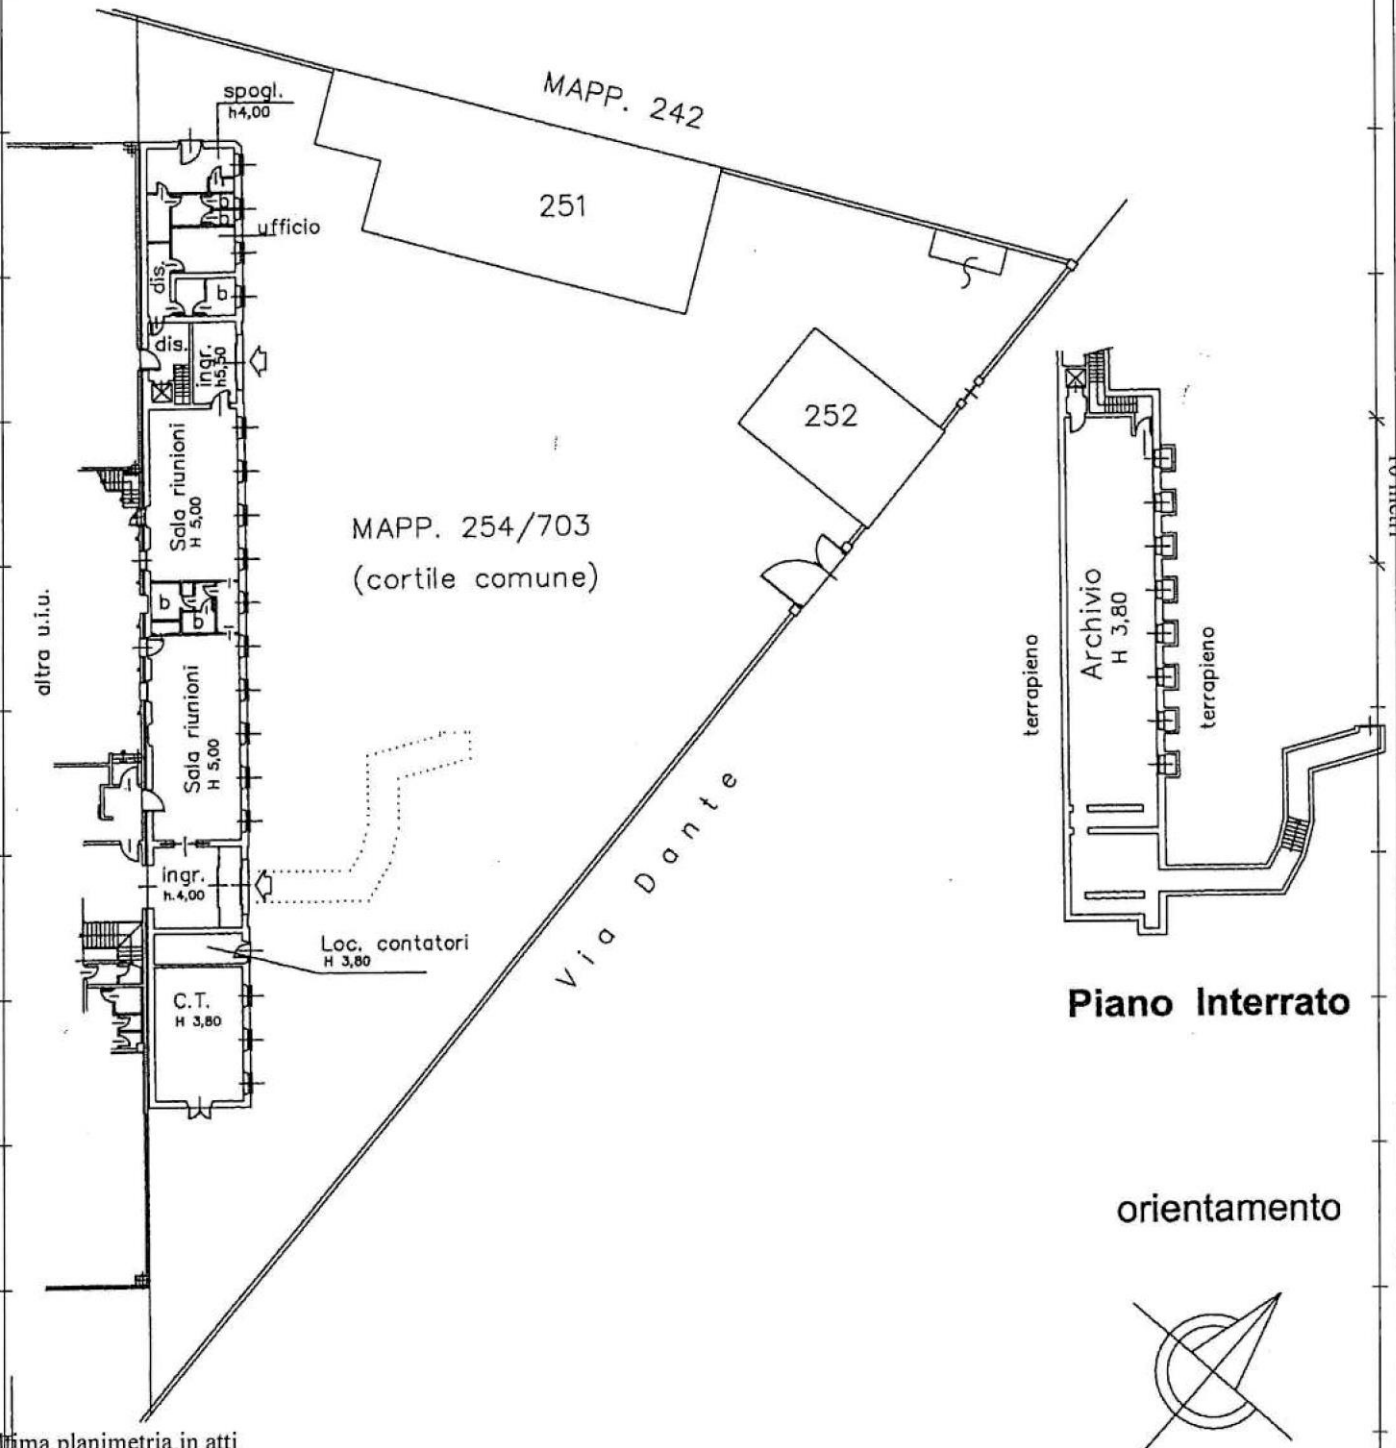 MAPP. 242
spogl.
h4,00
251
b
b
ufficio
dis.
b
dis.
ingr.
h5,50
252
Sala riunioni
H 5,00
MAPP. 254/703
(cortile comune)
altra u.i.u.
b
b
Sala riunioni
H 5,00
Via Dante
ingr.
h.4,00
Loc. contatori
H 3,80
C.T.
H 3,80
terrapieno
Archivio
H 3,80
terrapieno
Piano Interrato
orientamento
planimetria in atti